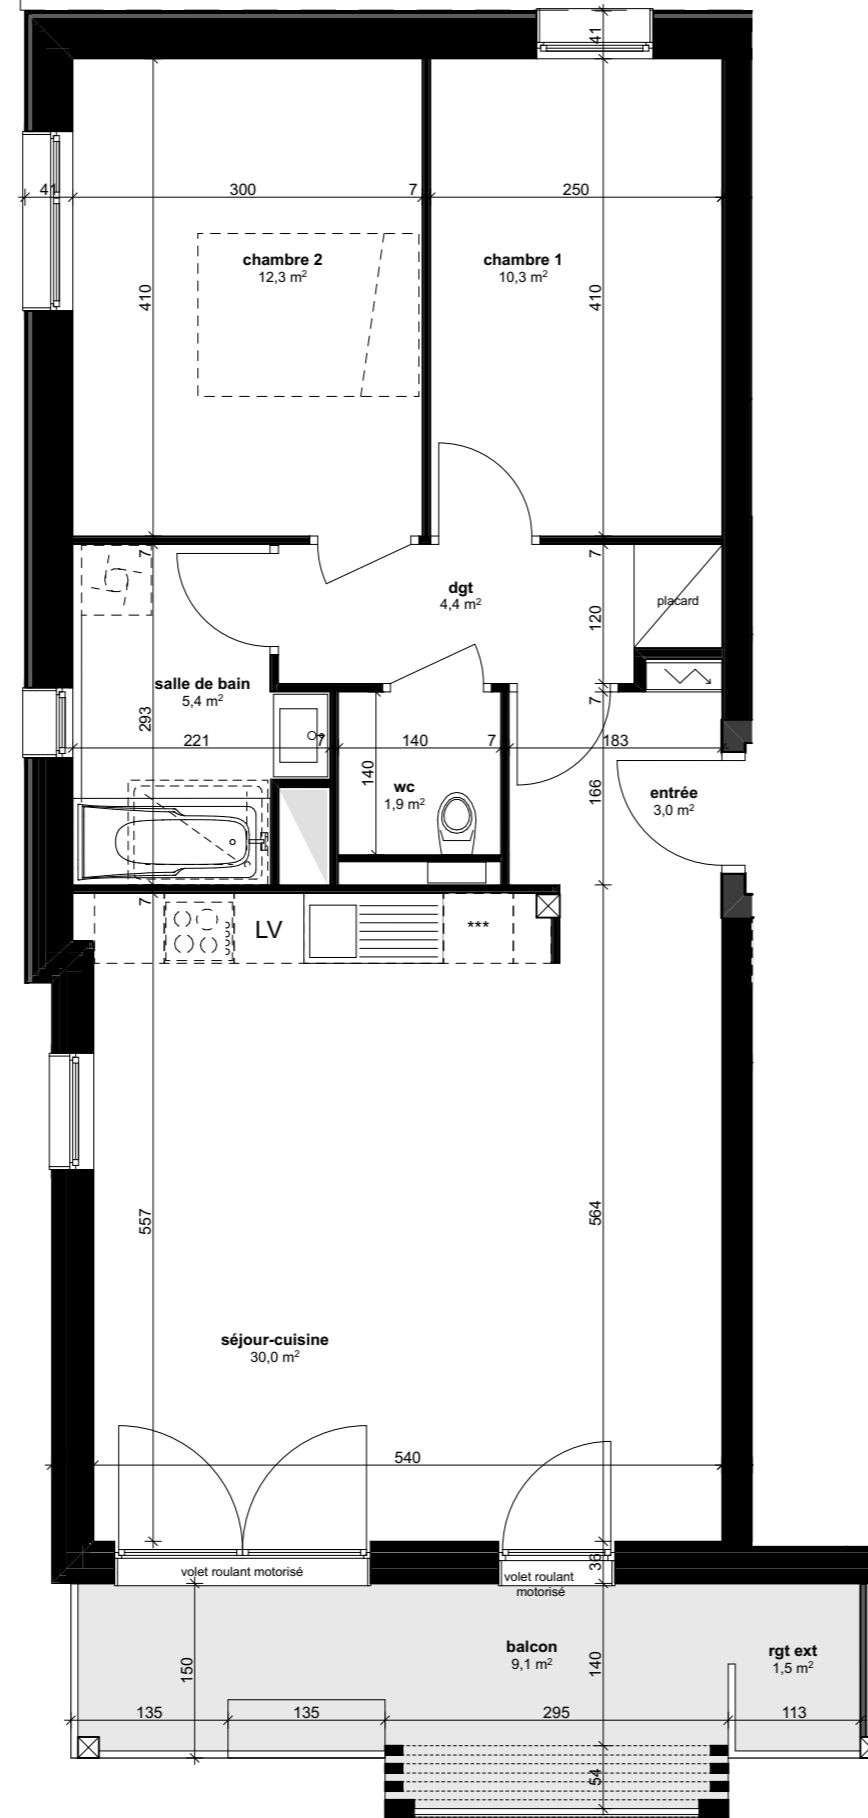 41
41
300
7
250
chambre 2
12,3 m²
chambre 1
10,3 m²
410
410
7
7
dgt
4,4 m²
120
placard
salle de bain
5,4 m²
293
7
221
7
140
7
183
140
wc
1,9 m²
166
entrée
3,0 m²
7
LV
***
557
564
séjour-cuisine
30,0 m²
540
volet roulant motorisé
volet roulant
motorisé
36
150
balcon
9,1 m²
140
rgt ext
1,5 m²
135
135
295
113
54